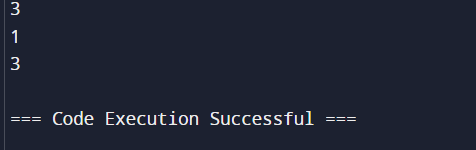 3
1
3
=== Code Execution Successful ===